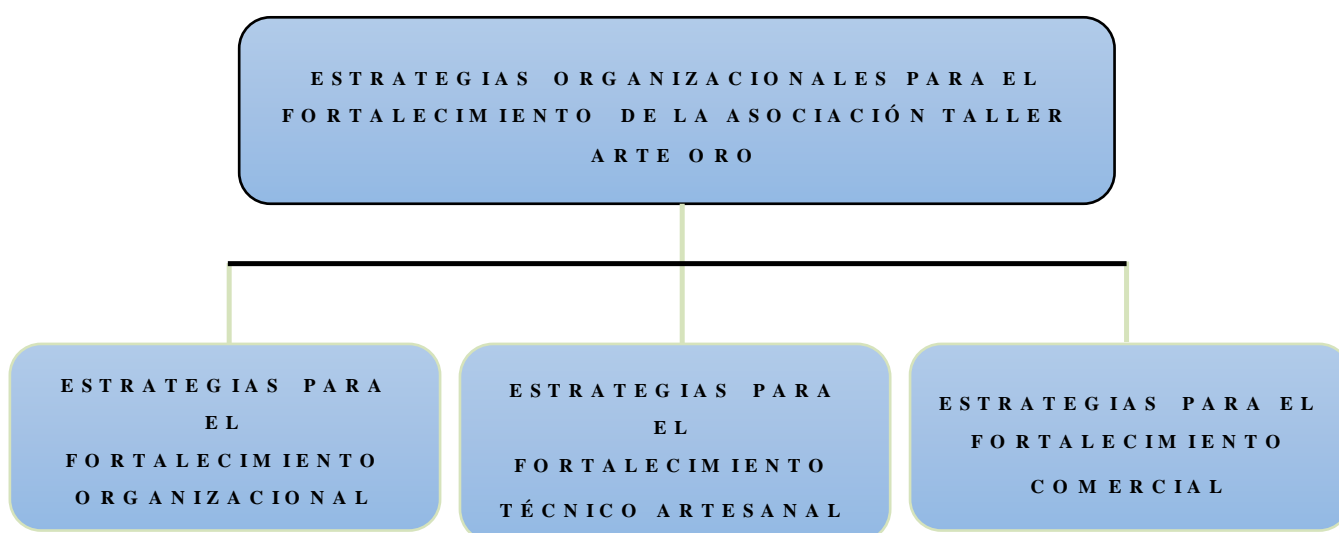 ESTRATEGIAS ORGANIZACIONALES PARA EL
FORTALECIMIENTO DE LA ASOCIACIÓN TALLER
ARTE ORO
ESTRATEGIAS PARA
EL
FORTALECIMIENTO
ORGANIZACIONAL
ESTRATEGIAS PARA
EL
FORTALECIMIENTO
TÉCNICO ARTESANAL
ESTRATEGIAS PARA EL
FORTALECIMIENTO
COMERCIAL